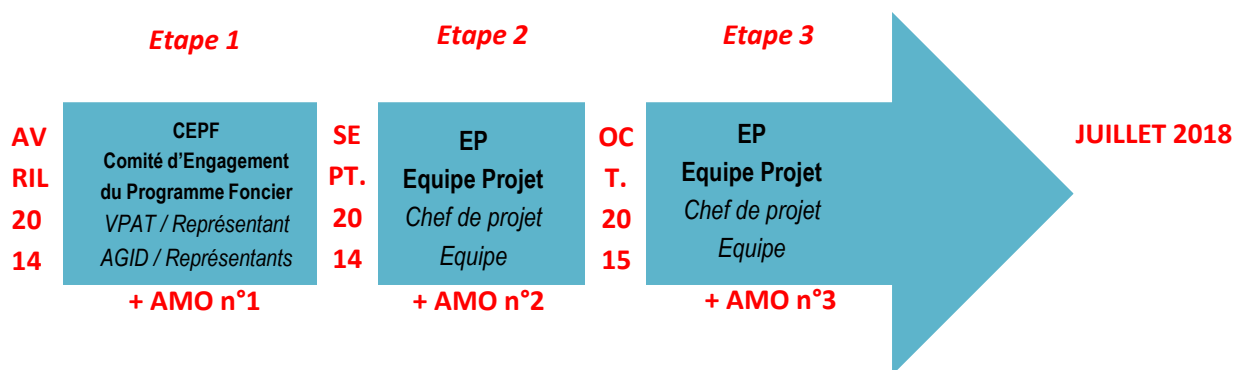 Etape 1
Etape 2
Etape 3
AV
RIL
20
14
CEPF
Comité d’Engagement
du Programme Foncier
VPAT / Représentant
AGID / Représentants
+ AMO n°1
SE
PT.
20
14
EP
Equipe Projet
Chef de projet
Equipe
+ AMO n°2
OC
T.
20
15
EP
Equipe Projet
Chef de projet
Equipe
+ AMO n°3
JUILLET 2018